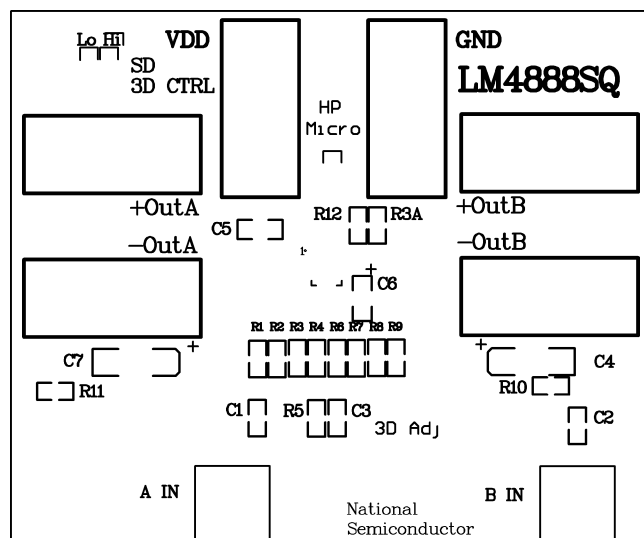 Lo Hi
VDD
GND
SD
3D CTRL
LM4888SQ
HP
Micro
+OutA
+OutB
R12
R3A
C5
-OutA
-OutB
1
+
C6
R1 R2 R3 R4 R6 R7 R8 R9
+
+
C7
C4
R11
R10
C1
R5
C3
C2
3D Adj
A IN
B IN
National
Semiconductor